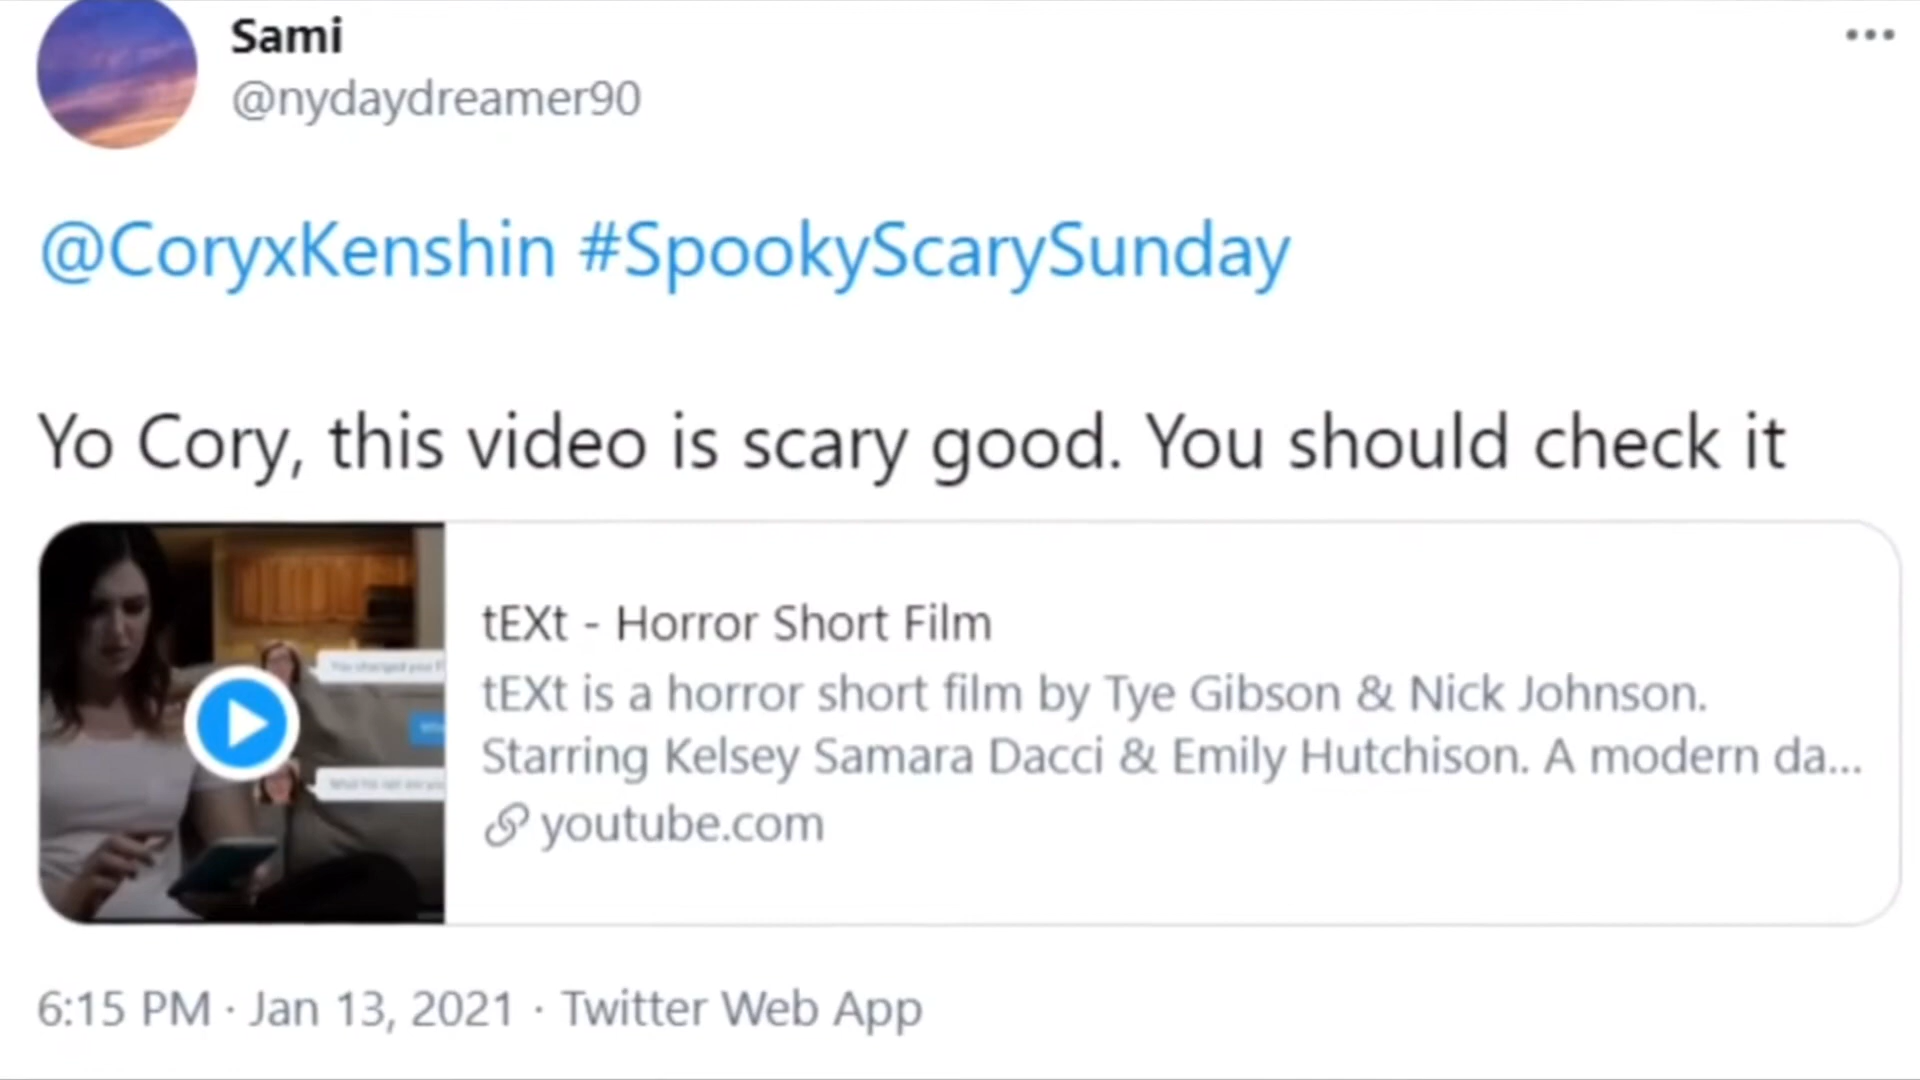 Sami
@nydaydreamer90
@CoryxKenshin #SpookyScarySunday
Yo Cory, this video is scary good. You should check it
tEXt - Horror Short Film
tEXt is a horror short film by Tye Gibson & Nick Johnson.
Starring Kelsey Samara Dacci & Emily Hutchison. A modern da...
youtube.com
6:15 PM · Jan 13, 2021 · Twitter Web App